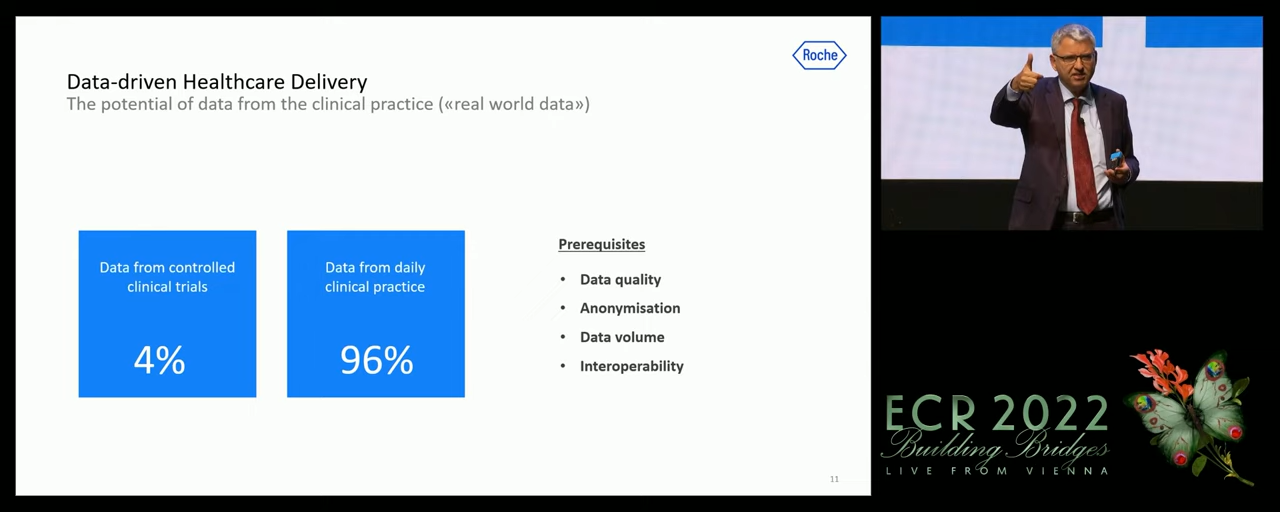 Roche
Data-driven Healthcare Delivery
The potential of data from the clinical practice («real world data»)
Data from controlled
clinical trials
4%
Data from daily
clinical practice
96%
Prerequisites
• Data quality
• Anonymisation
• Data volume
• Interoperability
11
ECR 2022
Building Bridges
LIVE FROM VIENNA